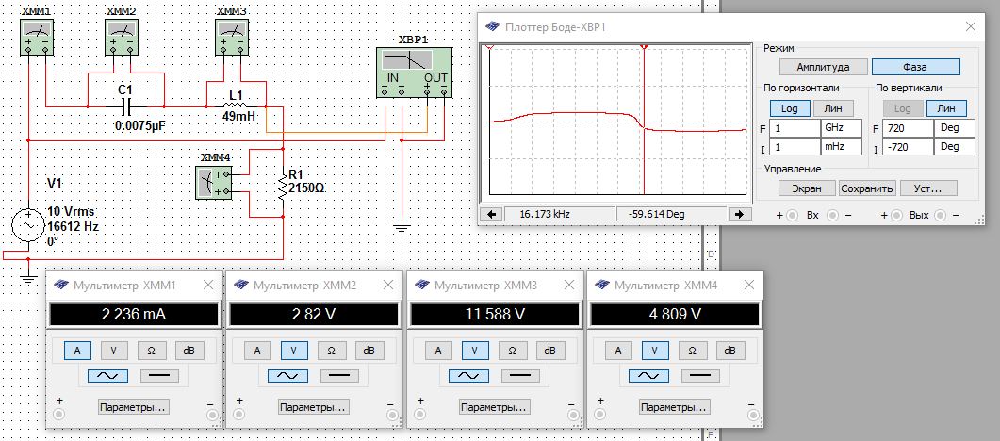 XMM1
XMM2
XMM3
XBP1
IN
OUT
C1
0.0075µF
L1
49mH
XMM4
R1
2150Ω
V1
10 Vrms
16612 Hz
0°
Плоттер Боде-XBP1
Режим
Амплитуда
Фаза
По горизонтали
По вертикали
Log
Лин
Log
Лин
F
1
GHz
F
720
Deg
I
1
mHz
I
-720
Deg
Управление
Экран
Сохранить
Уст...
16.173 kHz
-59.614 Deg
+
Вх
−
+
Вых
−
D
Мультиметр-XMM1
2.236 mA
A
V
Ω
dB
+
Параметры...
−
Мультиметр-XMM2
2.82 V
A
V
Ω
dB
+
Параметры...
−
Мультиметр-XMM3
11.588 V
A
V
Ω
dB
+
Параметры...
−
Мультиметр-XMM4
4.809 V
A
V
Ω
dB
+
Параметры...
−